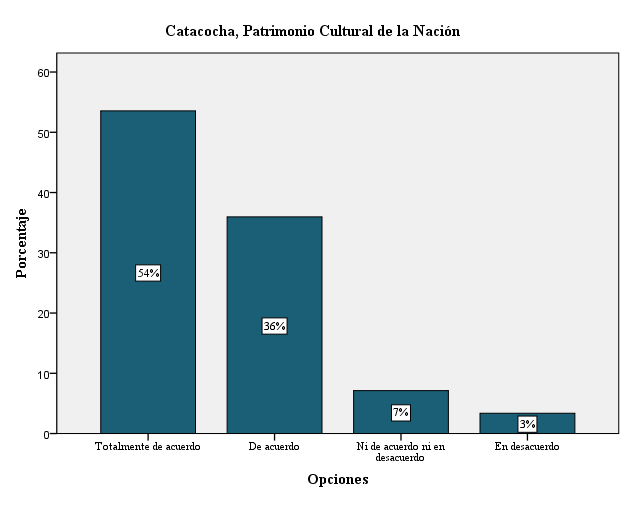 Catacocha, Patrimonio Cultural de la Nación
Porcentaje
60
50
40
30
20
10
0
54%
36%
7%
3%
Totalmente de acuerdo
De acuerdo
Ni de acuerdo ni en
desacuerdo
En desacuerdo
Opciones